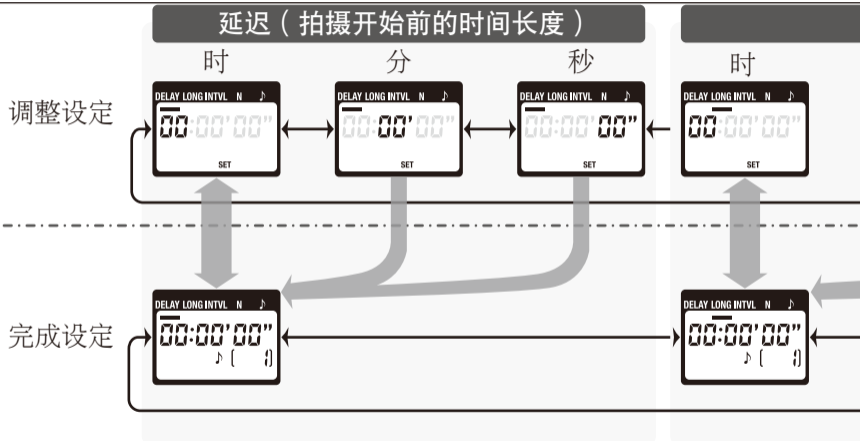 延迟（拍摄开始前的时间长度）
时 分 秒 时
调整设定
DELAY LONG INTVL N ♪
00:00'00"
SET
DELAY LONG INTVL N ♪
00:00'00"
SET
DELAY LONG INTVL N ♪
00:00'00"
SET
DELAY LONG INTVL N ♪
00:00'00"
SET
完成设定
DELAY LONG INTVL N ♪
00:00'00"
♪ [ 1]
DELAY LONG INTVL N ♪
00:00'00"
♪ [ 1]